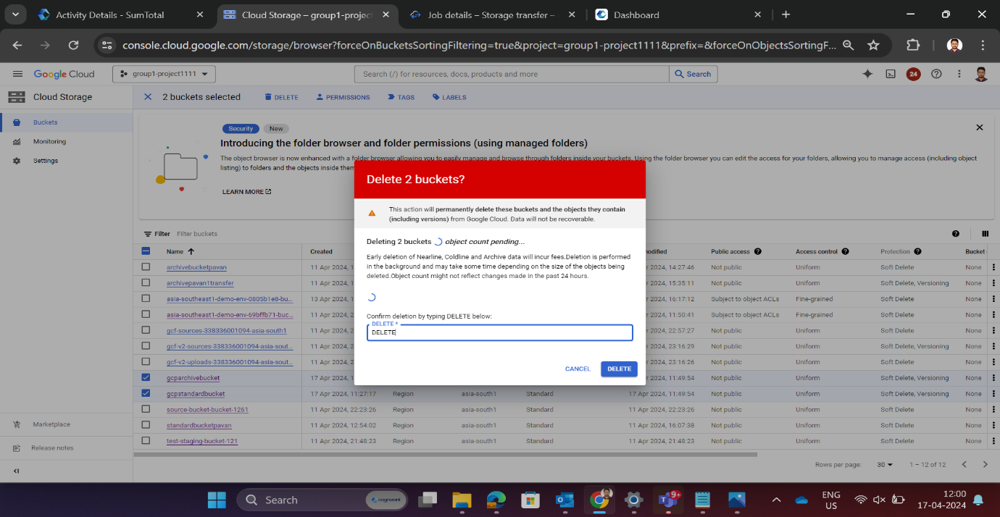 Activity Details - SumTotal
Cloud Storage – group1-project
Job details – Storage transfer –
Dashboard
console.cloud.google.com/storage/browser?forceOnBucketsSortingFiltering=true&project=group1-project1111&prefix=&forceOnObjectsSortingF...
Google Cloud
group1-project1111
Search (/) for resources, docs, products and more
Search
24
Cloud Storage
2 buckets selected
DELETE
PERMISSIONS
TAGS
LABELS
Buckets
Monitoring
Settings
Security New
Introducing the folder browser and folder permissions (using managed folders)
The object browser is now enhanced with a folder browser allowing you to easily manage and browse through folders inside your buckets. Using the folder browser you can edit the access for your folders, allowing you to manage access (including object
listing) to folders and the objects inside them
LEARN MORE
Delete 2 buckets?
This action will permanently delete these buckets and the objects they contain
(including versions) from Google Cloud. Data will not be recoverable.
Deleting 2 buckets object count pending...
Early deletion of Nearline, Coldline and Archive data will incur fees.Deletion is performed
in the background and may take some time depending on the size of the objects being
deleted.Object count might not reflect changes made in the past 24 hours.
Confirm deletion by typing DELETE below:
DELETE *
DELETE
CANCEL DELETE
Filter Filter buckets
Name Created modified Public access Access control Protection Bucket
archivebucketpavan 11 Apr 2024, 1 r 2024, 14:27:46 Not public Uniform Soft Delete None
archivepavan1transfer 11 Apr 2024, 1 r 2024, 15:35:11 Not public Uniform Soft Delete, Versioning None
asia-southeast1-demo-env-0805b1e8-bu... 13 Apr 2024, 1 r 2024, 16:17:12 Subject to object ACLs Fine-grained Soft Delete None
asia-southeast1-demo-env-69bffb71-buc... 11 Apr 2024, 2 r 2024, 11:50:41 Subject to object ACLs Fine-grained Soft Delete None
gcf-sources-338336001094-asia-south1 11 Apr 2024, 2 r 2024, 22:57:27 Not public Uniform Soft Delete None
gcf-v2-sources-338336001094-asia-sout... 11 Apr 2024, 2 r 2024, 23:16:29 Not public Uniform Soft Delete, Versioning None
gcf-v2-uploads-338336001094-asia-sout... 11 Apr 2024, 2 r 2024, 23:16:26 Not public Uniform Soft Delete None
gcparchivebucket 17 Apr 2024, 1 r 2024, 11:49:54 Not public Uniform Soft Delete, Versioning None
gcpstandardbucket 17 Apr 2024, 11:27:17 Region asia-south1 Standard 17 Apr 2024, 11:49:54 Not public Uniform Soft Delete, Versioning None
source-bucket-bucket-1261 11 Apr 2024, 22:23:26 Region asia-south1 Standard 11 Apr 2024, 22:23:26 Not public Uniform Soft Delete None
standardbucketpavan 11 Apr 2024, 12:54:02 Region asia-south1 Standard 11 Apr 2024, 16:07:38 Not public Uniform Soft Delete None
test-staging-bucket-121 11 Apr 2024, 21:48:23 Region asia-south1 Standard 11 Apr 2024, 21:48:23 Not public Uniform Soft Delete None
Marketplace
Release notes
Rows per page: 30 1 – 12 of 12
Search
cognizant
9+
ENG
US
12:00
17-04-2024